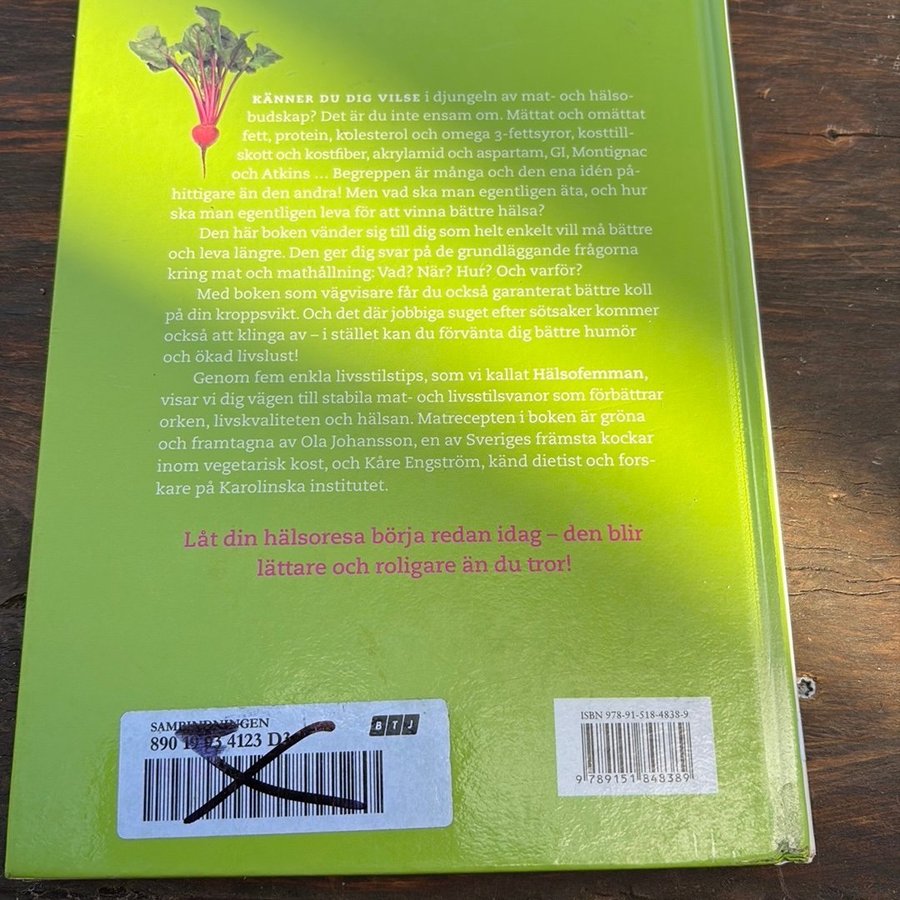 KÄNNER DU DIG VILSE i djungeln av mat- och hälso-
budskap? Det är du inte ensam om. Mättat och omättat
fett, protein, kolesterol och omega 3-fettsyror, kosttill-
skott och kostfiber, akrylamid och aspartam, GI, Montignac
och Atkins ... Begreppen är många och den ena idén på-
hittigare än den andra! Men vad ska man egentligen äta, och hur
ska man egentligen leva för att vinna bättre hälsa?
Den här boken vänder sig till dig som helt enkelt vill må bättre
och leva längre. Den ger dig svar på de grundläggande frågorna
kring mat och mathållning: Vad? När? Hur? Och varför?
Med boken som vägvisare får du också garanterat bättre koll
på din kroppsvikt. Och det där jobbiga suget efter sötsaker kommer
också att klinga av – i stället kan du förvänta dig bättre humör
och ökad livslust!
Genom fem enkla livsstilstips, som vi kallat Hälsofemman,
visar vi dig vägen till stabila mat- och livsstilsvanor som förbättrar
orken, livskvaliteten och hälsan. Matrecepten i boken är gröna
och framtagna av Ola Johansson, en av Sveriges främsta kockar
inom vegetarisk kost, och Kåre Engström, känd dietist och fors-
kare på Karolinska institutet.
Låt din hälsoresa börja redan idag – den blir
lättare och roligare än du tror!
SAMBINDNINGEN
BTJ
890 19 93 4123 D3
ISBN 978-91-518-4838-9
9 789151 848389